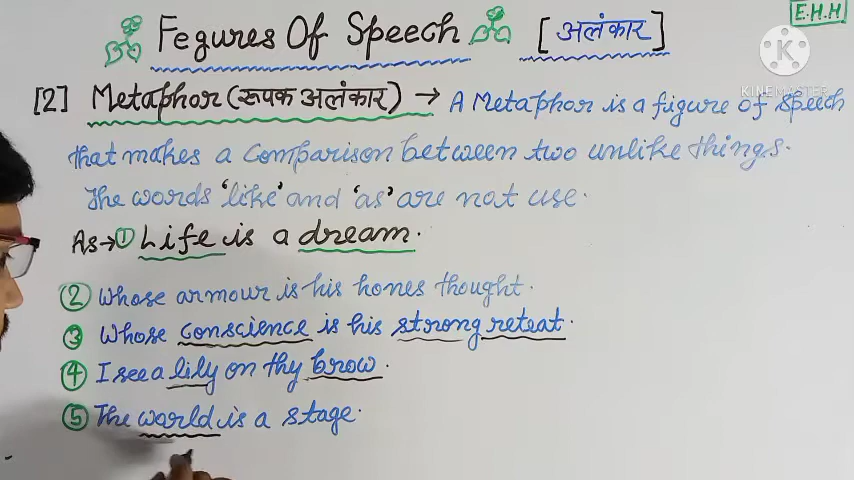 E.H.H
Fegures Of Speech [अलंकार]
KINEMASTER
[2] Metaphor (रूपक अलंकार) → A Metaphor is a figure of speech
that makes a comparison between two unlike things.
The words 'like' and 'as' are not use.
As→① Life is a dream.
② Whose armour is his hones thought.
③ Whose conscience is his strong reteat.
④ I see a lily on thy brow.
⑤ The world is a stage.